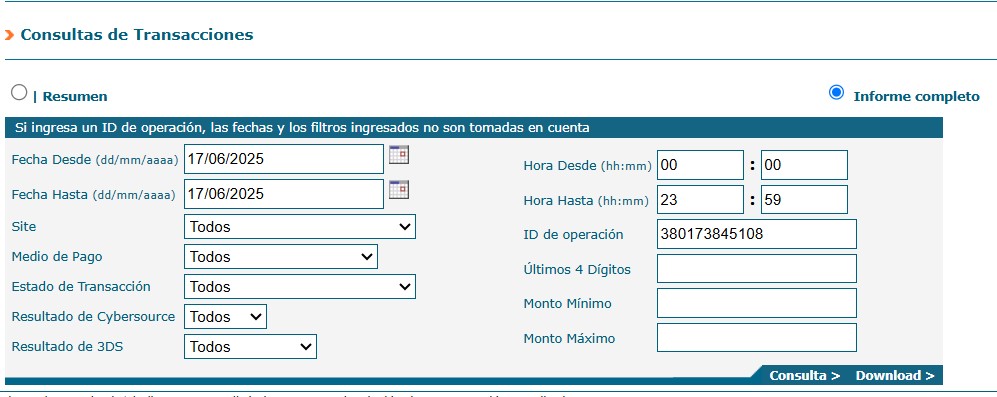 Consultas de Transacciones
| Resumen
Informe completo
Si ingresa un ID de operación, las fechas y los filtros ingresados no son tomadas en cuenta
Fecha Desde (dd/mm/aaaa) 17/06/2025
Hora Desde (hh:mm) 00 : 00
Fecha Hasta (dd/mm/aaaa) 17/06/2025
Hora Hasta (hh:mm) 23 : 59
Site Todos
ID de operación 380173845108
Medio de Pago Todos
Últimos 4 Dígitos
Estado de Transacción Todos
Monto Mínimo
Resultado de Cybersource Todos
Monto Máximo
Resultado de 3DS Todos
Consulta > Download >